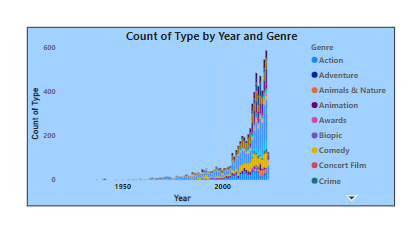 Count of Type by Year and Genre
Genre
Action
Adventure
Animals & Nature
Animation
Awards
Biopic
Comedy
Concert Film
Crime
Count of Type
600
400
200
0
1950
2000
Year